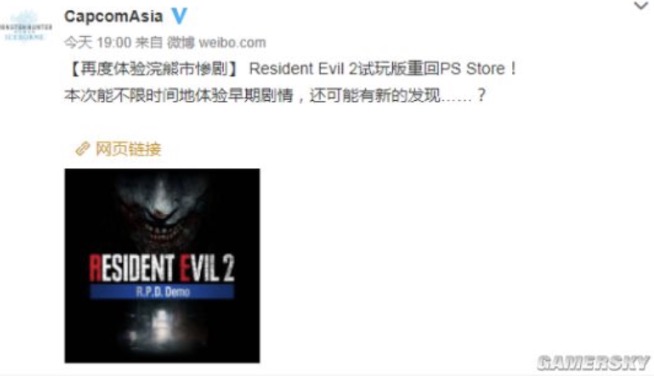 CapcomAsia
今天 19:00 来自 微博 weibo.com
【再度体验浣熊市惨剧】 Resident Evil 2试玩版重回PS Store！
本次能不限时间地体验早期剧情，还可能有新的发现……？
网页链接
RESIDENT EVIL 2
R.P.D. Demo
GAMERSKY